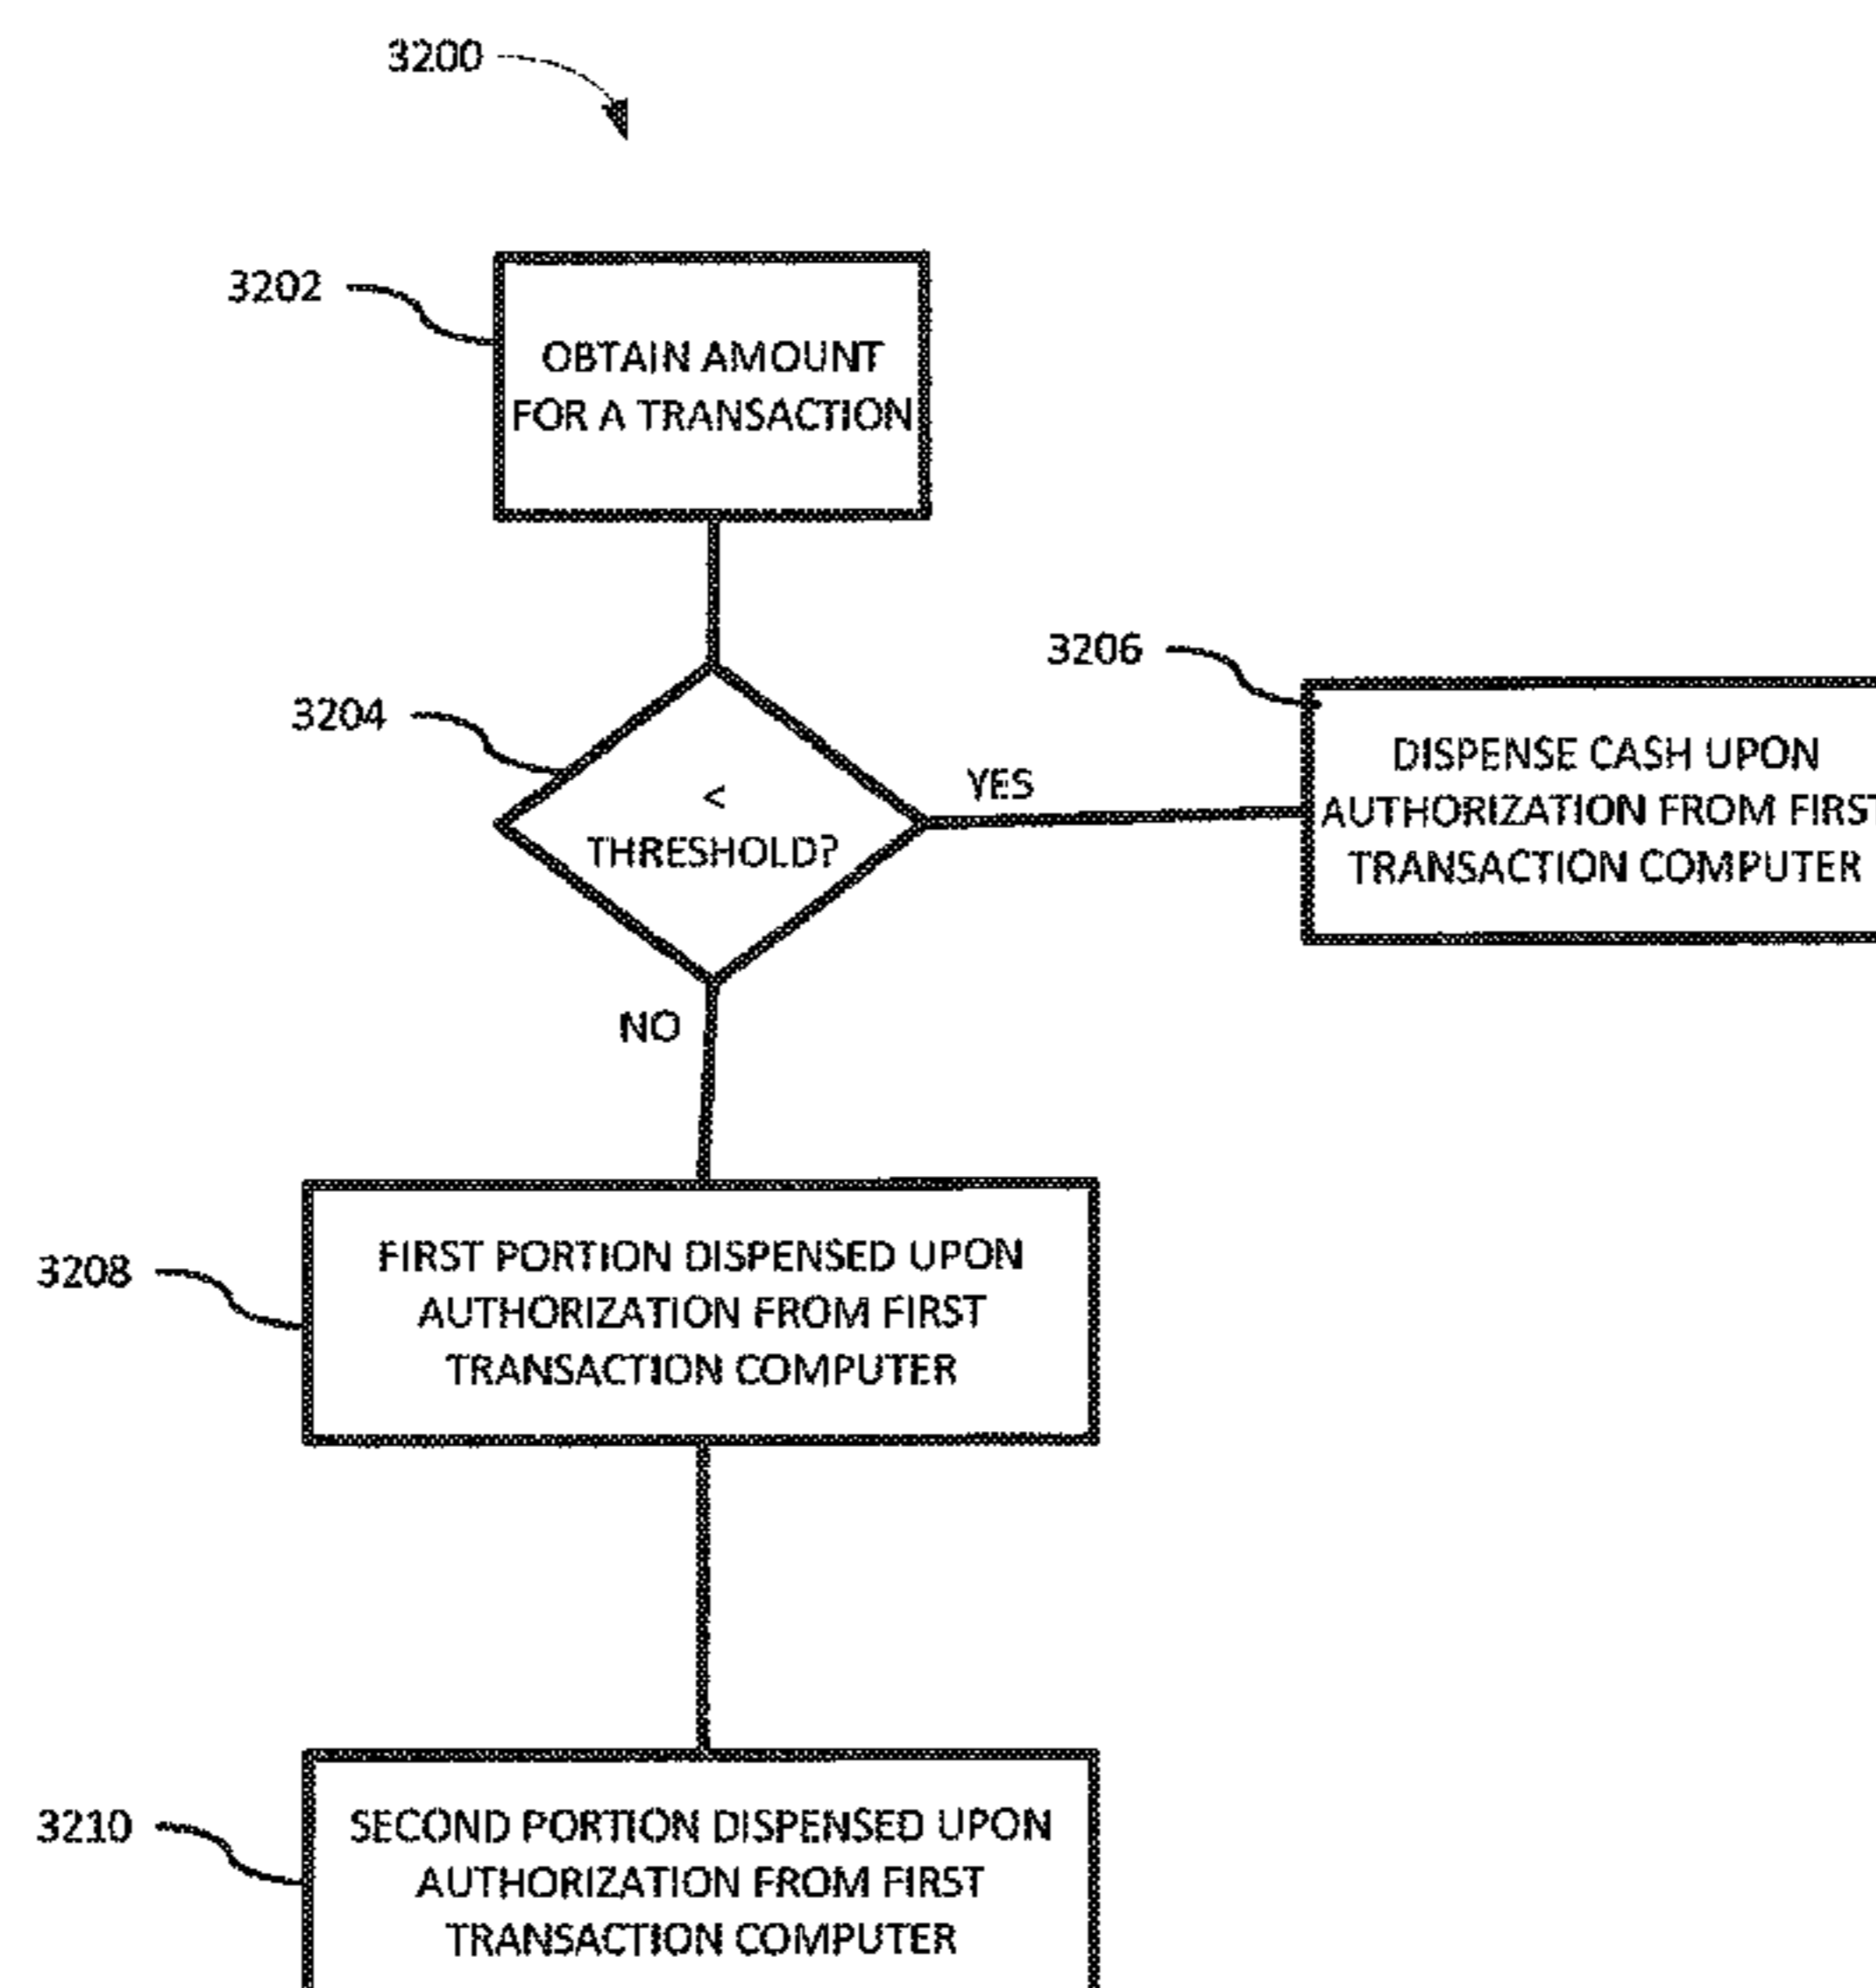 3200
3202
OBTAIN AMOUNT
FOR A TRANSACTION
3204
<
THRESHOLD?
YES
3206
DISPENSE CASH UPON
AUTHORIZATION FROM FIRST
TRANSACTION COMPUTER
NO
3208
FIRST PORTION DISPENSED UPON
AUTHORIZATION FROM FIRST
TRANSACTION COMPUTER
3210
SECOND PORTION DISPENSED UPON
AUTHORIZATION FROM FIRST
TRANSACTION COMPUTER